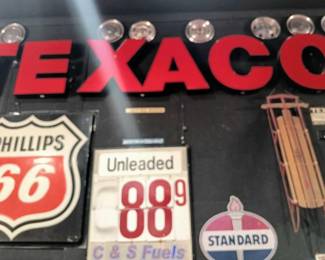 TEXACO
PHILLIPS
66
Unleaded
88 9
C & S Fuels
STANDARD